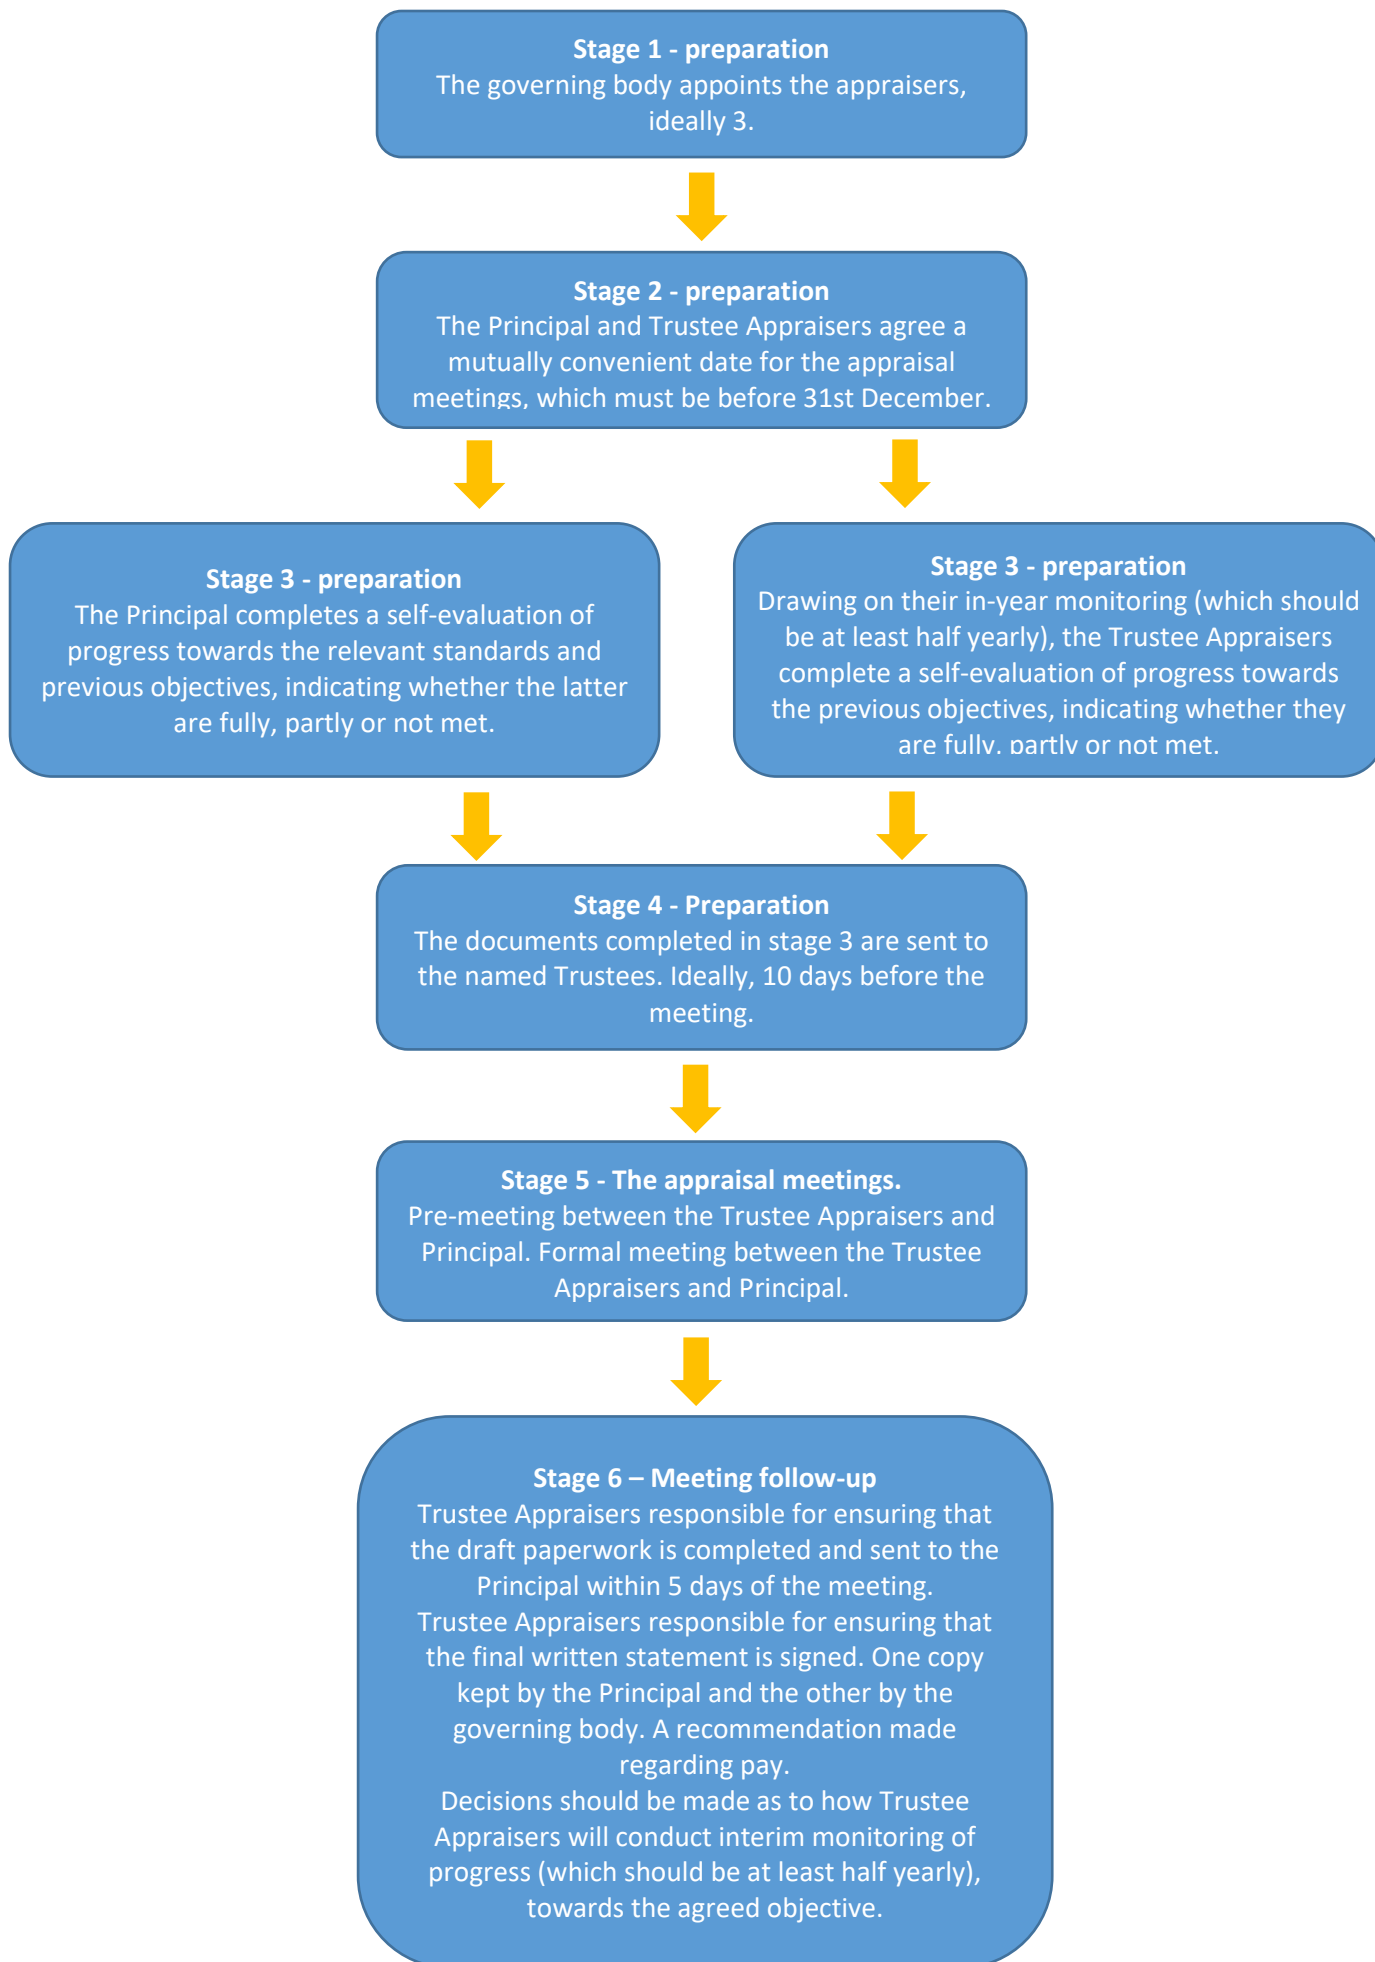 Stage 1 - preparation
The governing body appoints the appraisers,
ideally 3.
Stage 2 - preparation
The Principal and Trustee Appraisers agree a
mutually convenient date for the appraisal
meetings, which must be before 31st December.
Stage 3 - preparation
The Principal completes a self-evaluation of
progress towards the relevant standards and
previous objectives, indicating whether the latter
are fully, partly or not met.
Stage 3 - preparation
Drawing on their in-year monitoring (which should
be at least half yearly), the Trustee Appraisers
complete a self-evaluation of progress towards
the previous objectives, indicating whether they
are fully, partly or not met.
Stage 4 - Preparation
The documents completed in stage 3 are sent to
the named Trustees. Ideally, 10 days before the
meeting.
Stage 5 - The appraisal meetings.
Pre-meeting between the Trustee Appraisers and
Principal. Formal meeting between the Trustee
Appraisers and Principal.
Stage 6 – Meeting follow-up
Trustee Appraisers responsible for ensuring that
the draft paperwork is completed and sent to the
Principal within 5 days of the meeting.
Trustee Appraisers responsible for ensuring that
the final written statement is signed. One copy
kept by the Principal and the other by the
governing body. A recommendation made
regarding pay.
Decisions should be made as to how Trustee
Appraisers will conduct interim monitoring of
progress (which should be at least half yearly),
towards the agreed objective.